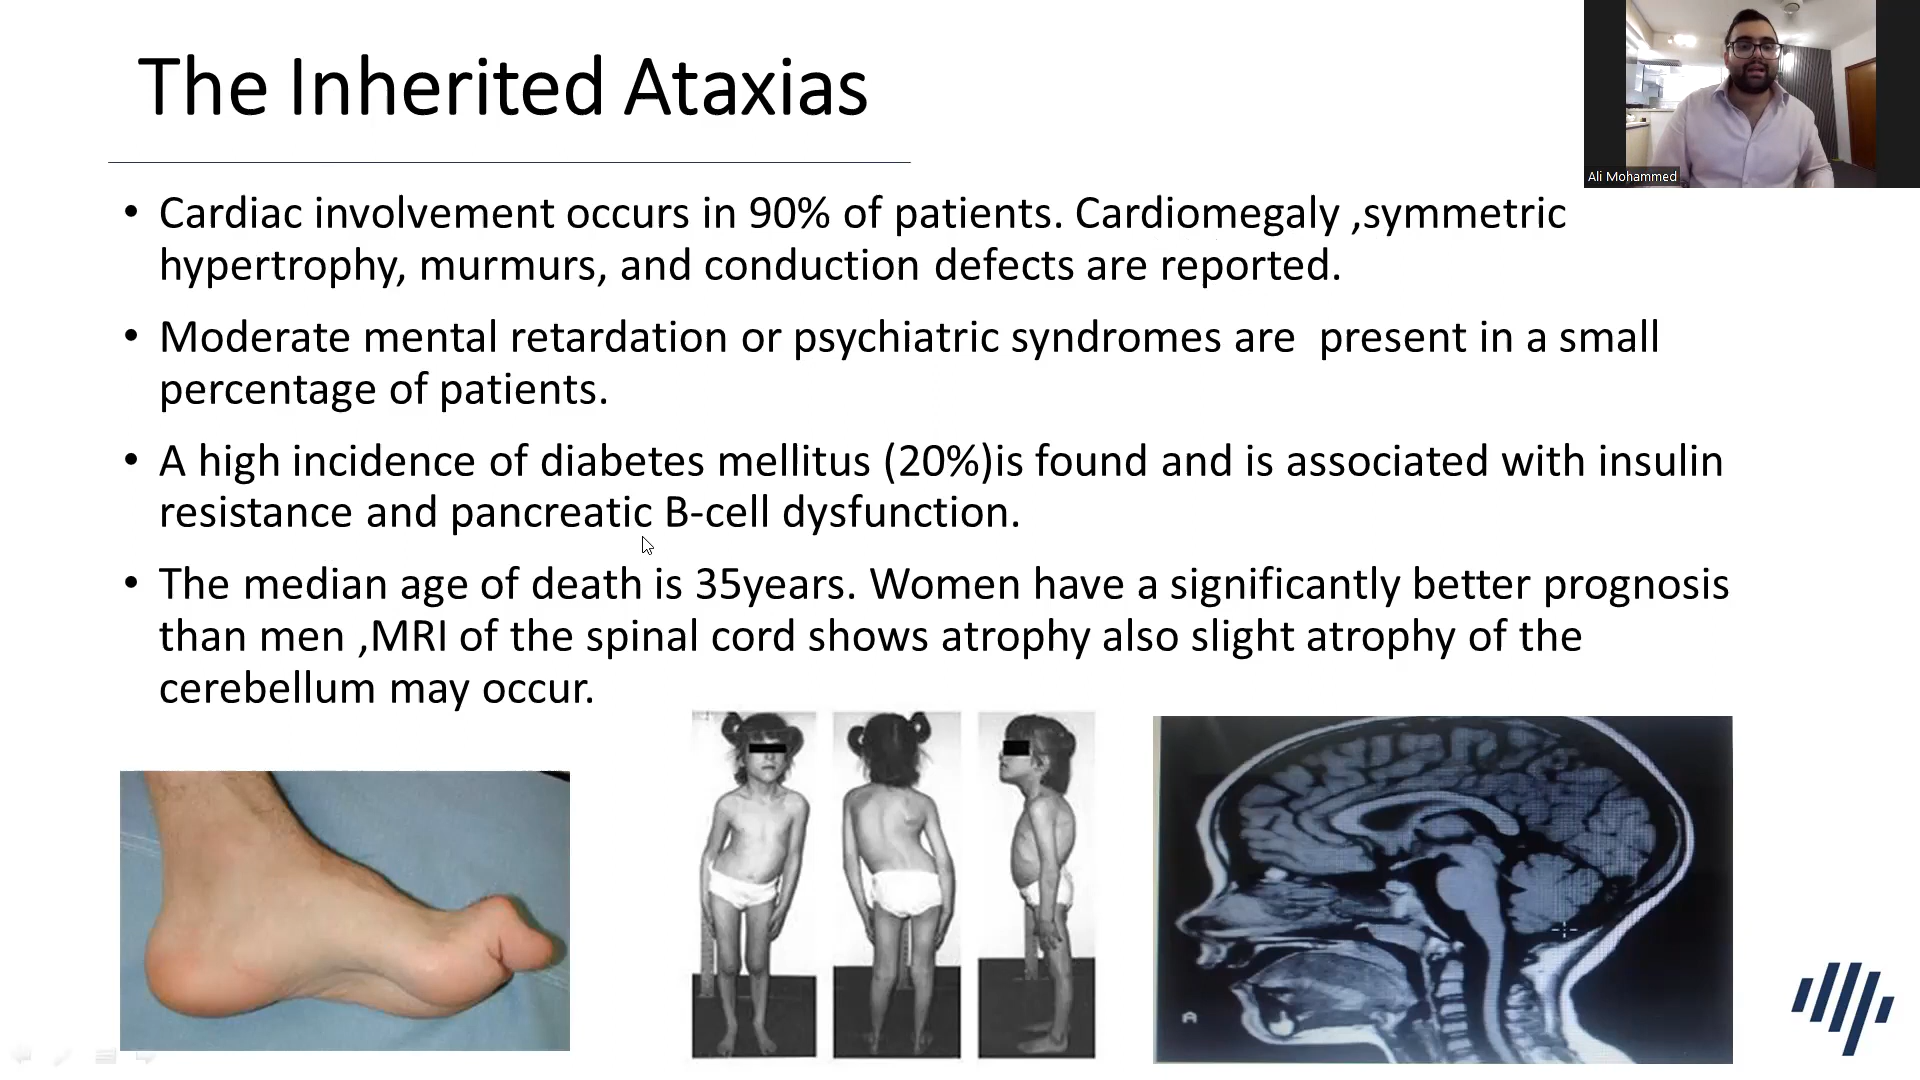 The Inherited Ataxias
Ali Mohammed
• Cardiac involvement occurs in 90% of patients. Cardiomegaly ,symmetric
hypertrophy, murmurs, and conduction defects are reported.
• Moderate mental retardation or psychiatric syndromes are  present in a small
percentage of patients.
• A high incidence of diabetes mellitus (20%)is found and is associated with insulin
resistance and pancreatic B-cell dysfunction.
• The median age of death is 35years. Women have a significantly better prognosis
than men ,MRI of the spinal cord shows atrophy also slight atrophy of the
cerebellum may occur.
A